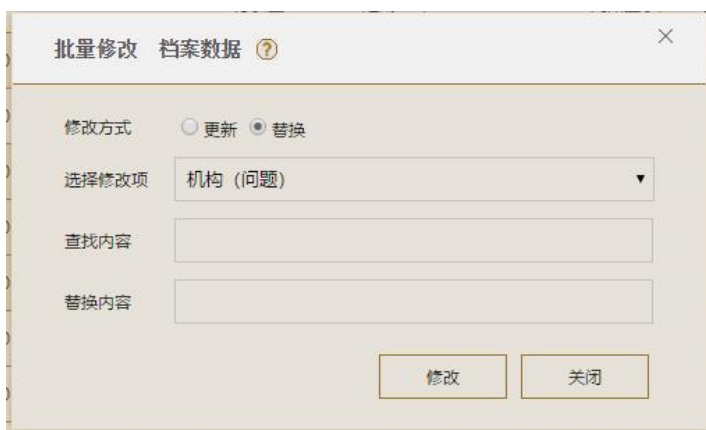 批量修改 档案数据 ?
×
修改方式 更新 替换
选择修改项 机构（问题） ▼
查找内容
替换内容
修改 关闭